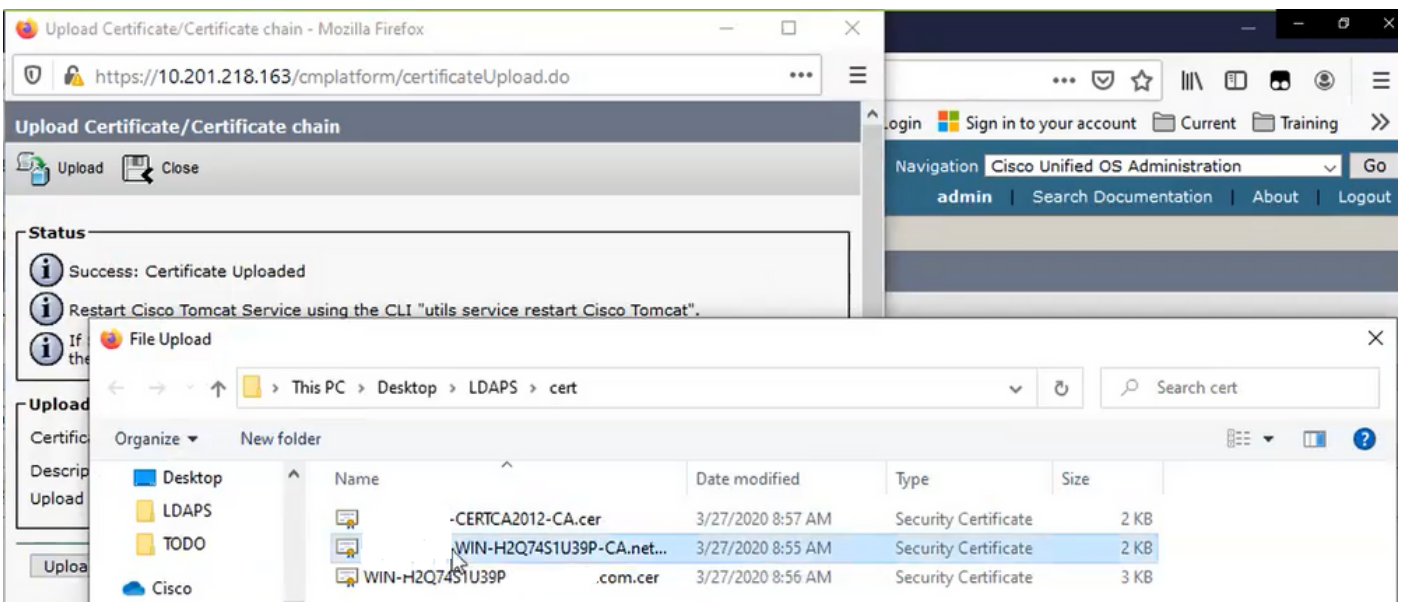 Upload Certificate/Certificate chain - Mozilla Firefox
https://10.201.218.163/cmplatform/certificateUpload.do
Upload Certificate/Certificate chain
Upload Close
Status
Success: Certificate Uploaded
Restart Cisco Tomcat Service using the CLI "utils service restart Cisco Tomcat".
If
the
Upload
Certific
Descrip
Upload
Uploa
Sign in to your account Current Training
Navigation Cisco Unified OS Administration Go
admin | Search Documentation | About | Logout
File Upload
This PC > Desktop > LDAPS > cert
Search cert
Organize New folder
Desktop
LDAPS
TODO
Cisco
Name Date modified Type Size
-CERTCA2012-CA.cer 3/27/2020 8:57 AM Security Certificate 2 KB
-WIN-H2Q74S1U39P-CA.net... 3/27/2020 8:55 AM Security Certificate 2 KB
WIN-H2Q74S1U39P .com.cer 3/27/2020 8:56 AM Security Certificate 3 KB